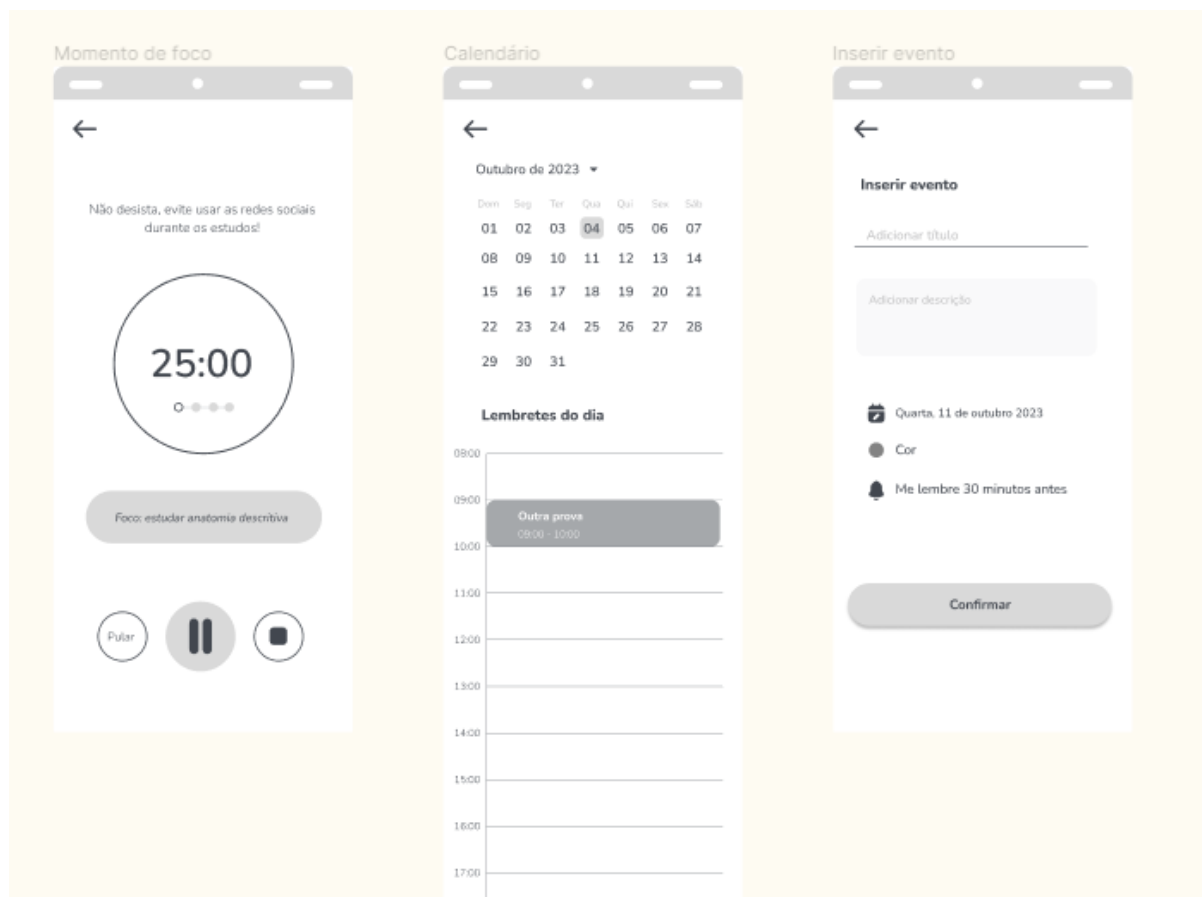 Momento de foco
Não desista, evite usar as redes sociais
durante os estudos!
25:00
Foco: estudar anatomia descritiva
Pular
Calendário
Outubro de 2023
Dom Seg Ter Qua Qui Sex Sáb
01 02 03 04 05 06 07
08 09 10 11 12 13 14
15 16 17 18 19 20 21
22 23 24 25 26 27 28
29 30 31
Lembretes do dia
08:00
09:00
Outra prova
09:00 - 10:00
10:00
11:00
12:00
13:00
14:00
15:00
16:00
17:00
Inserir evento
Inserir evento
Adicionar título
Adicionar descrição
Quarta, 11 de outubro 2023
Cor
Me lembre 30 minutos antes
Confirmar